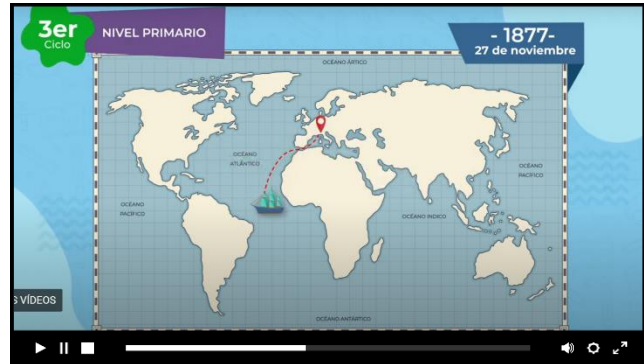 3er
Ciclo
NIVEL PRIMARIO
- 1877-
27 de noviembre
OCÉANO ÁRTICO
OCÉANO
ATLÁNTICO
OCÉANO
PACÍFICO
OCÉANO
PACÍFICO
OCÉANO INDICO
OCÉANO ANTÁRTICO
S VÍDEOS